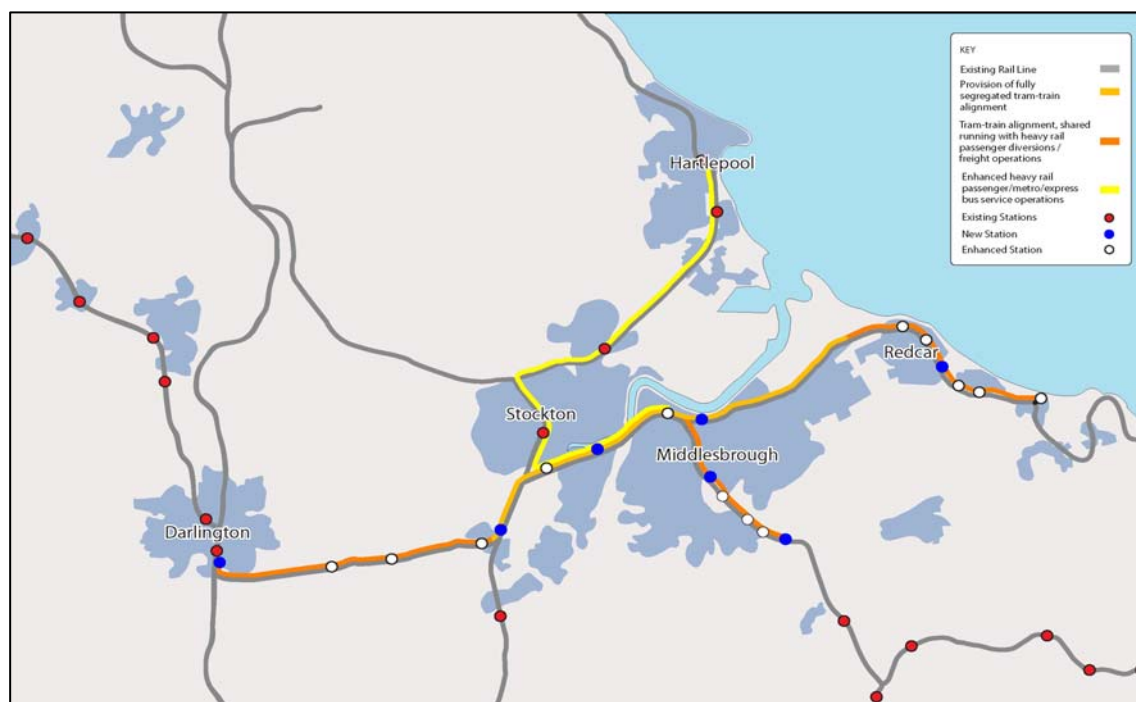 KEY
Existing Rail Line
Provision of fully
segregated tram-train
alignment
Tram-train alignment, shared
running with heavy rail
passenger diversions /
freight operations
Enhanced heavy rail
passenger/metro/express
bus service operations
Existing Stations
New Station
Enhanced Station
Hartlepool
Redcar
Stockton
Middlesbrough
Darlington